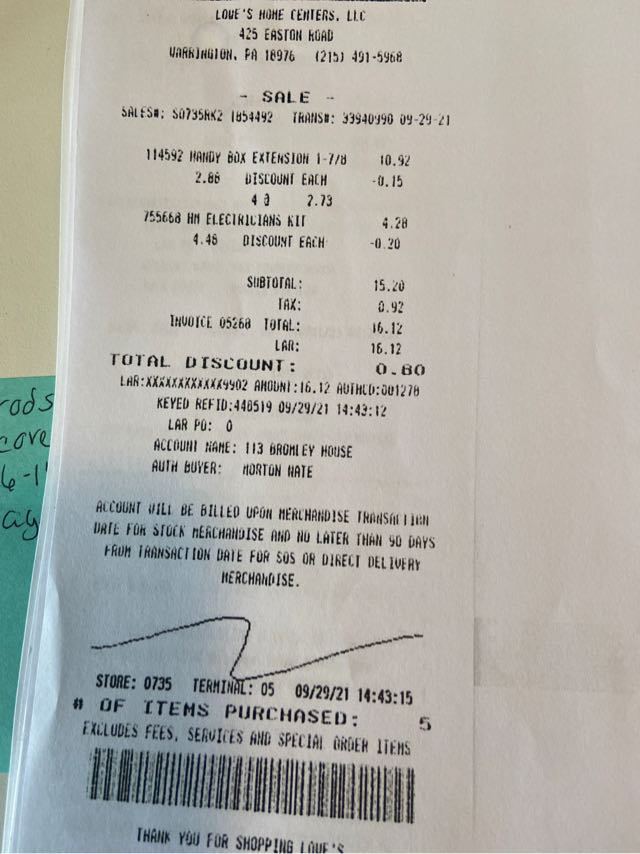 LOWE'S HOME CENTERS, LLC
425 EASTON ROAD
WARRINGTON, PA 18976 (215) 491-5968
- SALE -
SALES#: S0735RK2 1854492 TRANS#: 33940990 09-29-21
114592 HANDY BOX EXTENSION 1-7/8 10.92
2.88 DISCOUNT EACH -0.15
4 @ 2.73
755668 HM ELECTRICIANS KIT 4.28
4.48 DISCOUNT EACH -0.20
SUBTOTAL: 15.20
TAX: 0.92
INVOICE 05268 TOTAL: 16.12
LAR: 16.12
TOTAL DISCOUNT: 0.80
LAR:XXXXXXXXXXXX9902 AMOUNT:16.12 AUTHCD:001278
KEYED REFID:448519 09/29/21 14:43:12
LAR PO: 0
ACCOUNT NAME: 113 BROMLEY HOUSE
AUTH BUYER: MORTON NATE
ACCOUNT WILL BE BILLED UPON MERCHANDISE TRANSACTION
DATE FOR STOCK MERCHANDISE AND NO LATER THAN 90 DAYS
FROM TRANSACTION DATE FOR SOS OR DIRECT DELIVERY
MERCHANDISE.
STORE: 0735 TERMINAL: 05 09/29/21 14:43:15
# OF ITEMS PURCHASED: 5
EXCLUDES FEES, SERVICES AND SPECIAL ORDER ITEMS
THANK YOU FOR SHOPPING LOWE'S
rods
cove
6-1